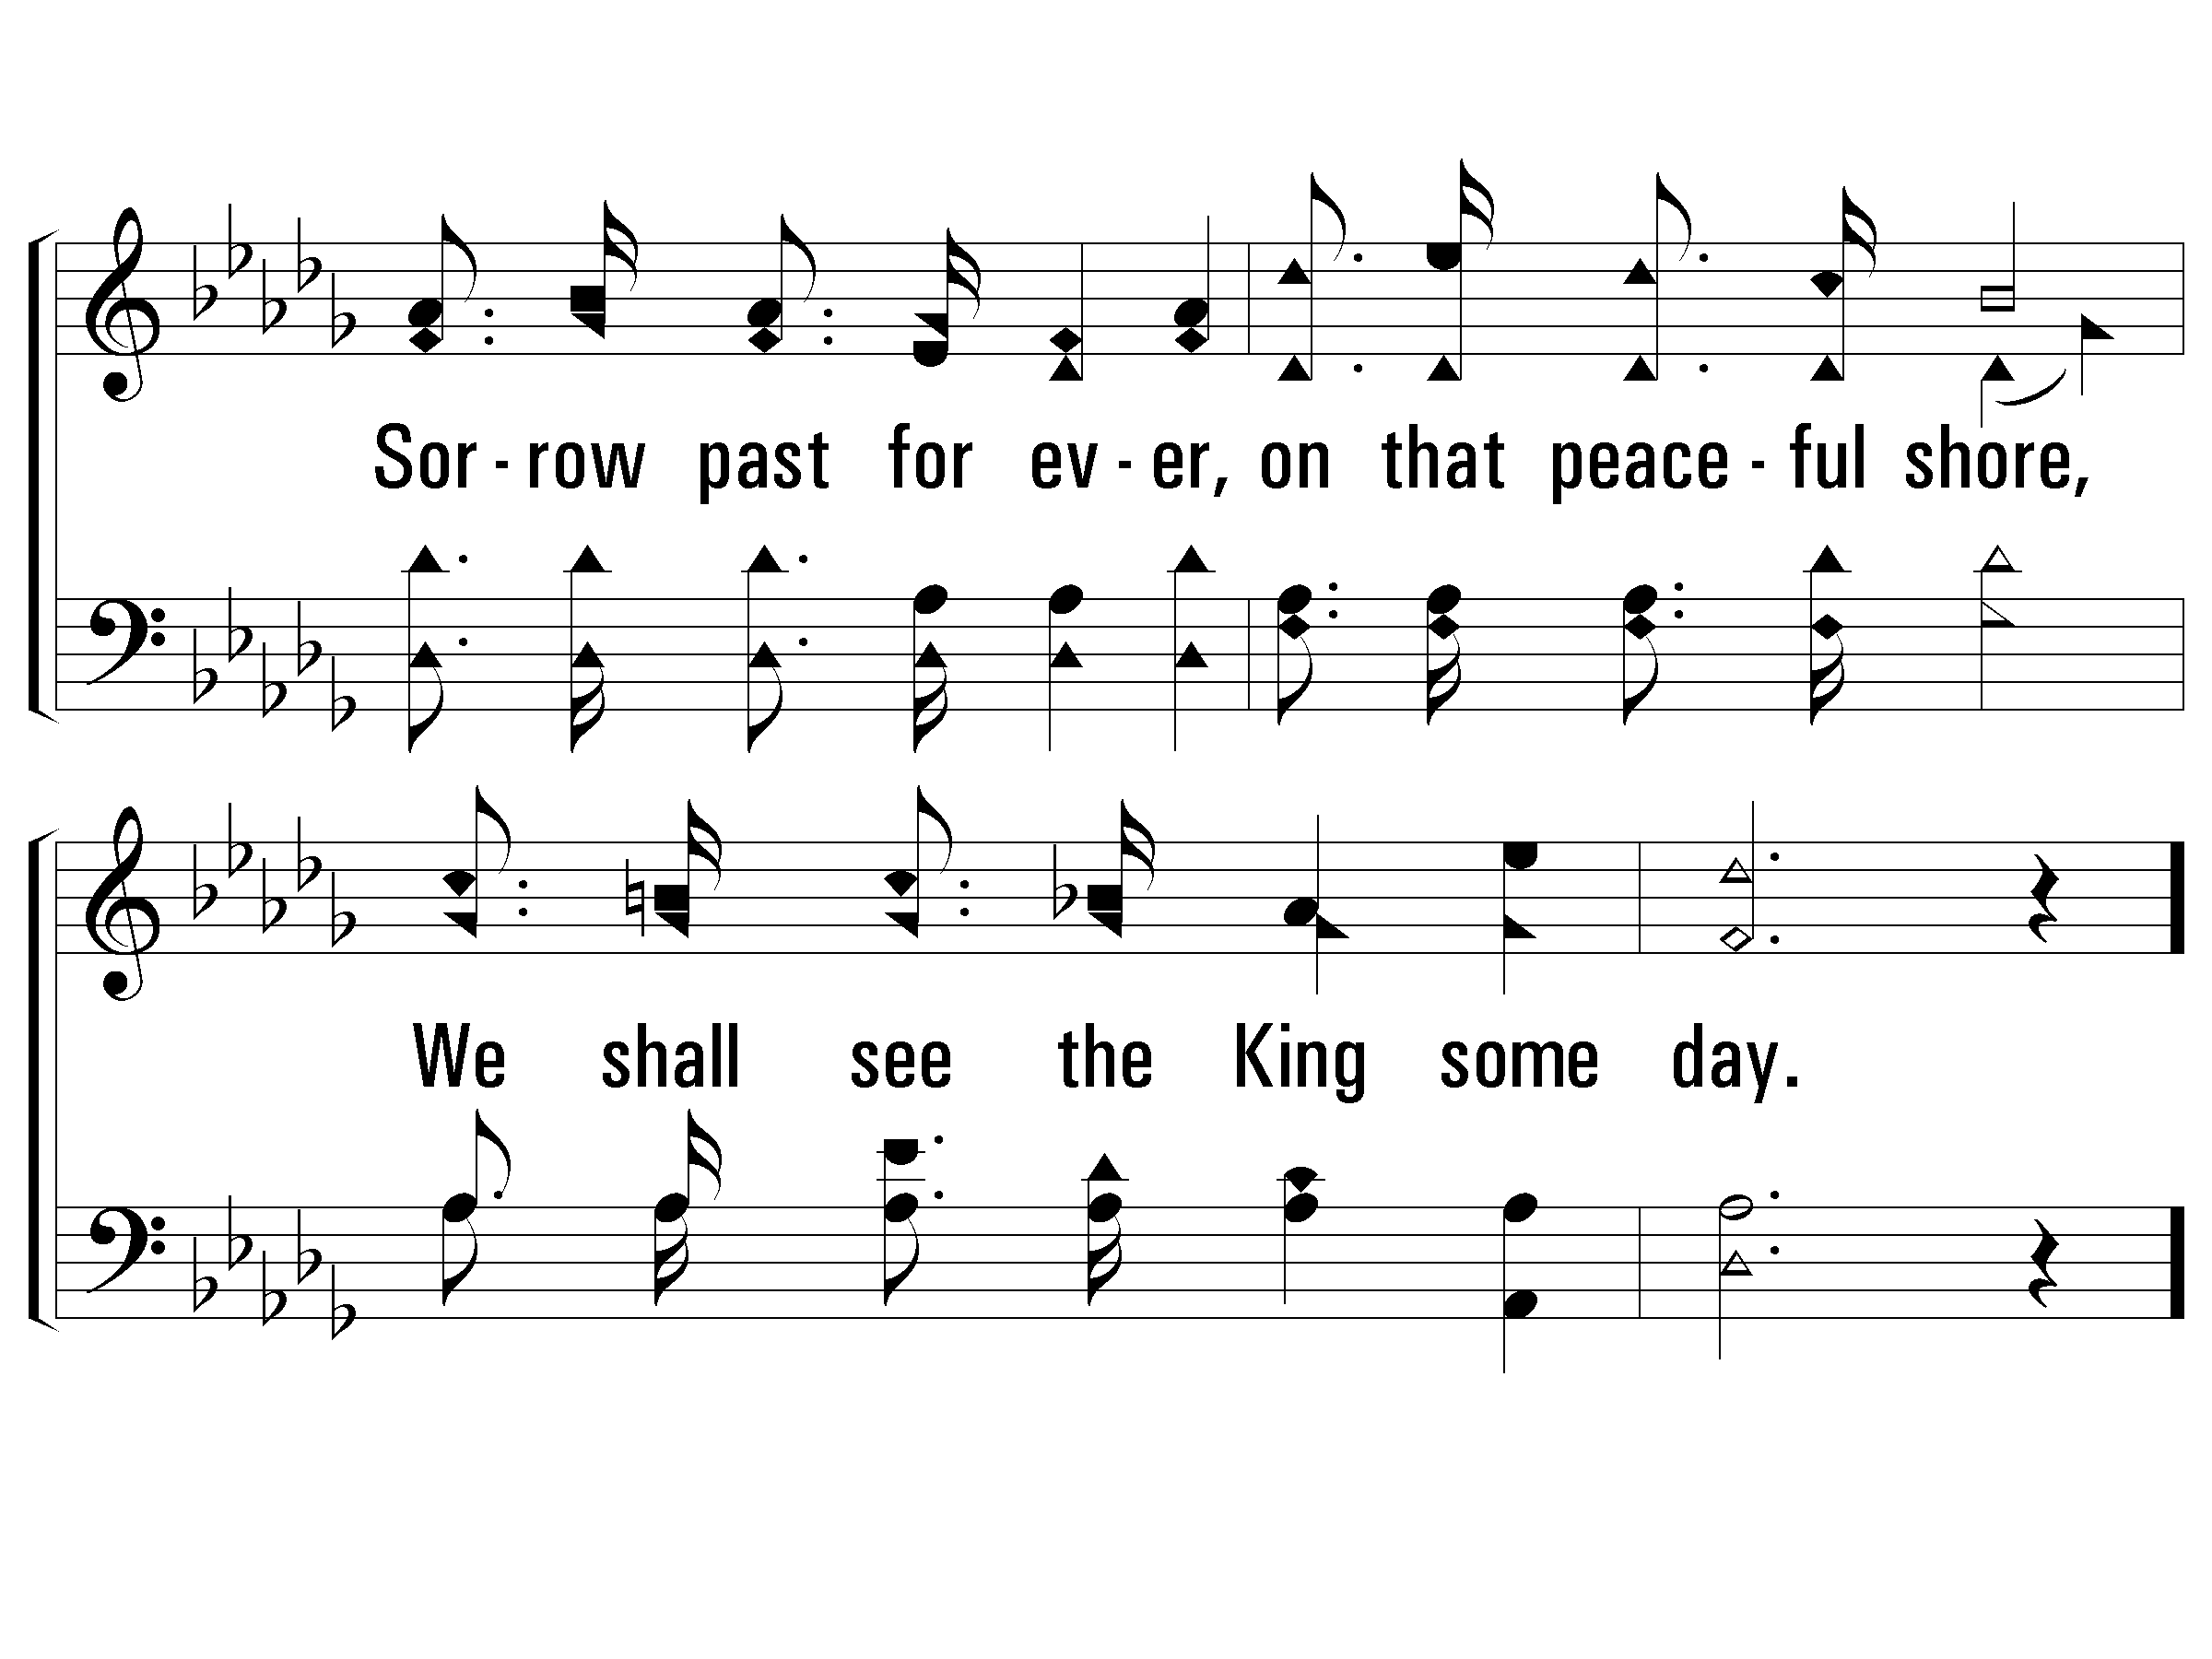 Sor - row past for ev - er, on that peace - ful shore,
We shall see the King some day.